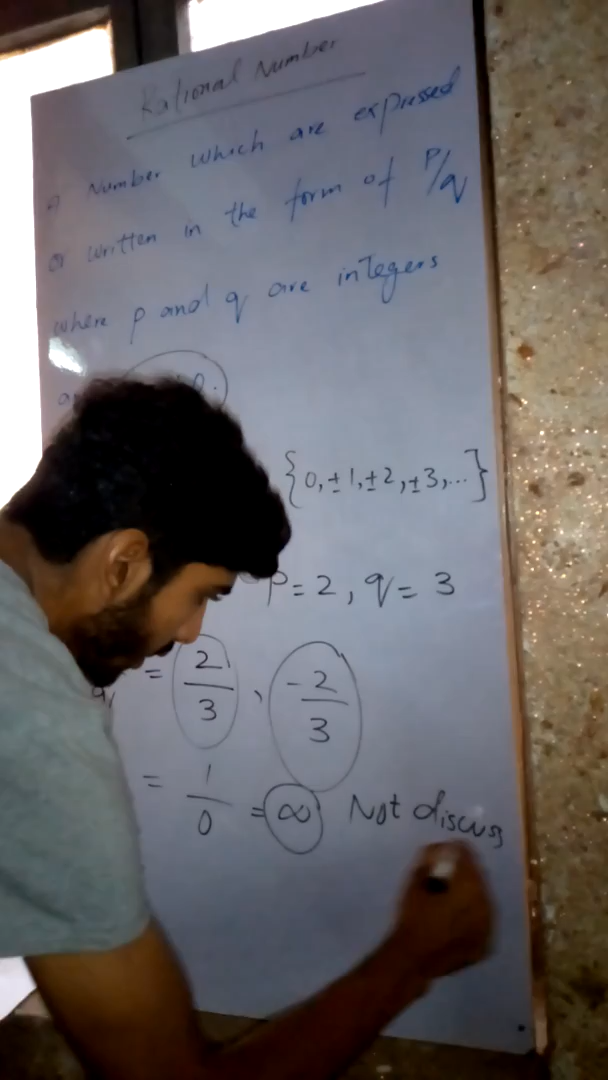 Rational Number
A Number which are expressed
or written in the form of P/q
where p and q are integers
{0,±1,±2,±3,...}
P=2, q=3
= 2/3, -2/3
= 1/0 = ∞ Not discuss